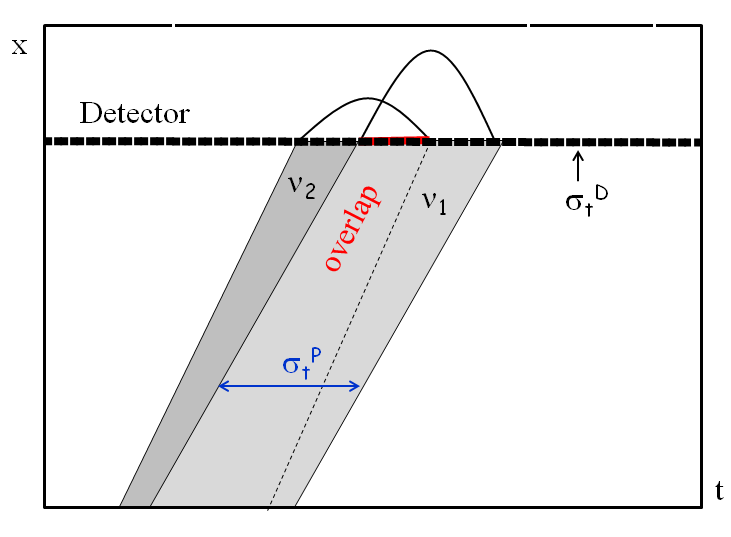 x
Detector
ν₂
overlap
ν₁
σₜᴰ
σₜᴾ
t